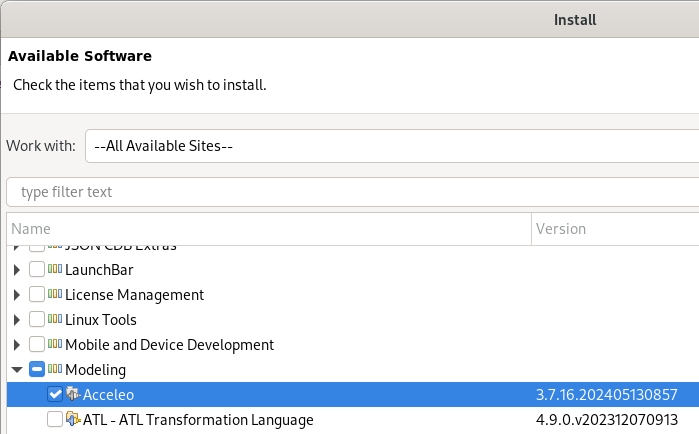 Install
Available Software
Check the items that you wish to install.
Work with: --All Available Sites--
type filter text
Name Version
JSON CDB Extras
LaunchBar
License Management
Linux Tools
Mobile and Device Development
Modeling
Acceleo 3.7.16.202405130857
ATL - ATL Transformation Language 4.9.0.v202312070913